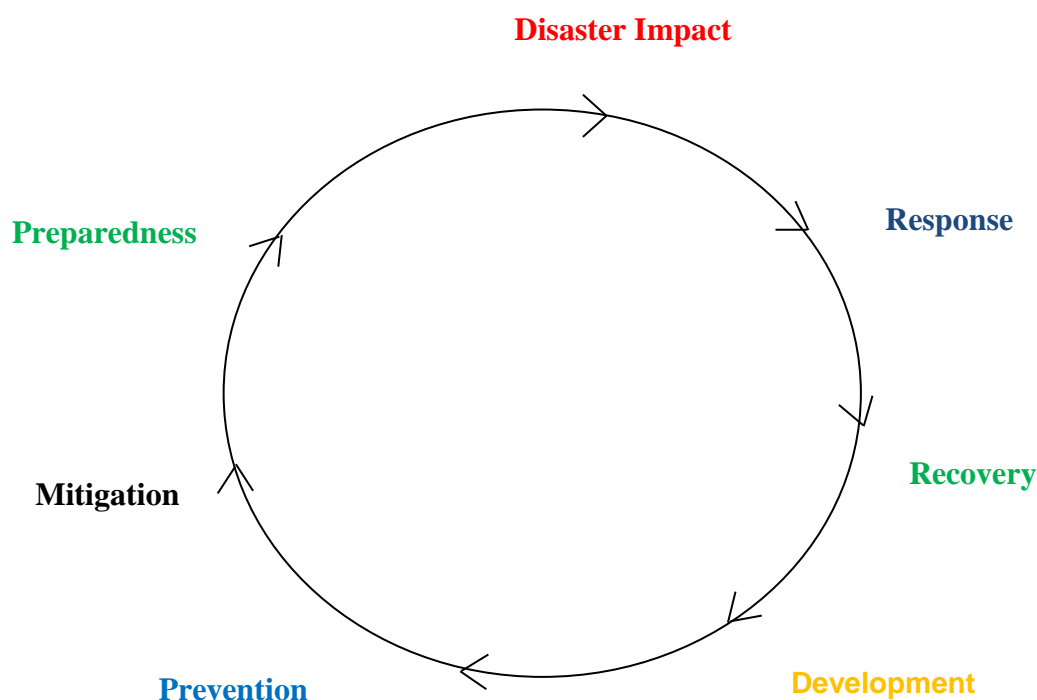 Disaster Impact
Response
Preparedness
Recovery
Mitigation
Development
Prevention